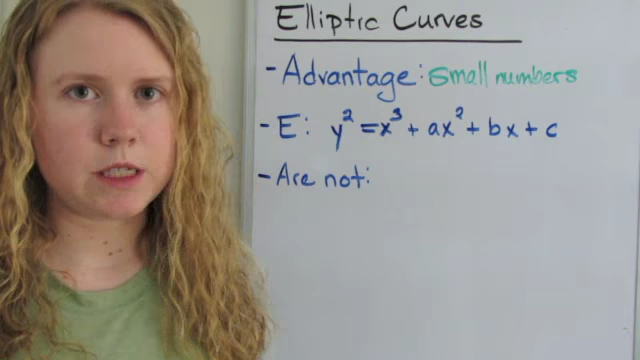 Elliptic Curves
- Advantage: small numbers
- E: y² = x³ + ax² + bx + c
- Are not: